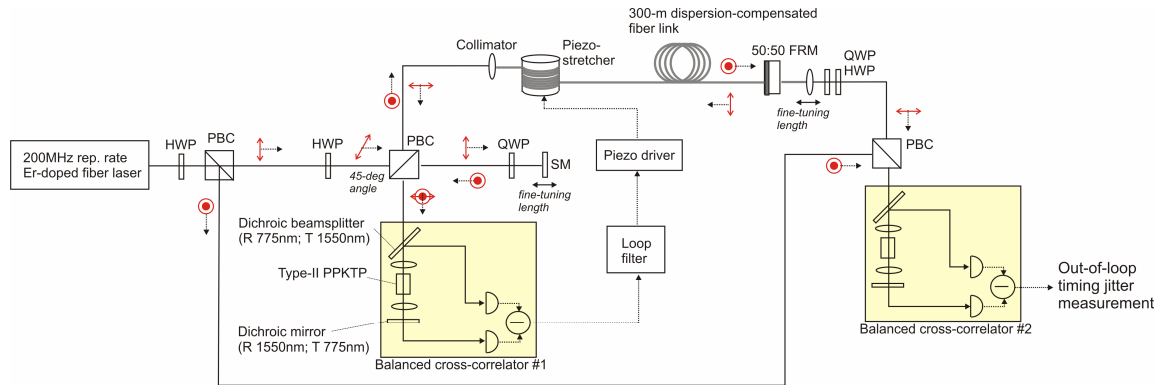 300-m dispersion-compensated
fiber link
Collimator
Piezo-
stretcher
50:50 FRM
QWP
HWP
fine-tuning
length
200MHz rep. rate
Er-doped fiber laser
HWP
PBC
HWP
45-deg
angle
PBC
QWP
SM
fine-tuning
length
Piezo driver
PBC
Dichroic beamsplitter
(R 775nm; T 1550nm)
Type-II PPKTP
Dichroic mirror
(R 1550nm; T 775nm)
Balanced cross-correlator #1
Loop
filter
Balanced cross-correlator #2
Out-of-loop
timing jitter
measurement